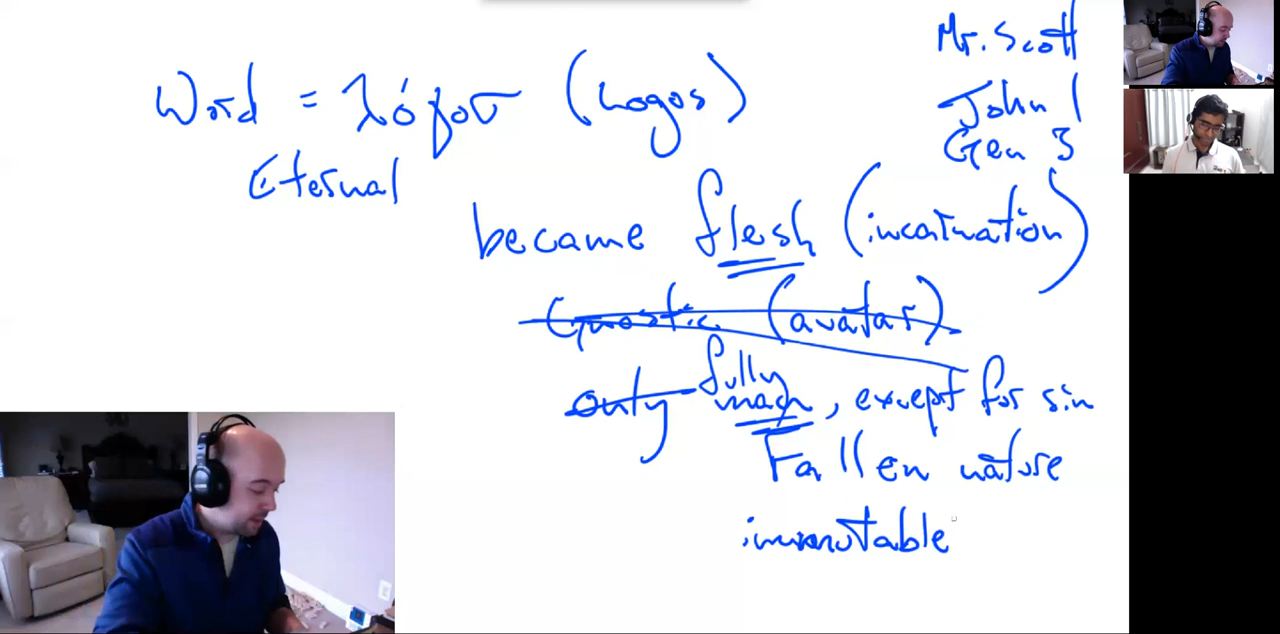 Mr. Scott
John 1
Gen 3
Word = λόγοσ (Logos)
Eternal
became flesh (incarnation)
Gnostic (avatar)
only fully man, except for sin
Fallen nature
immutable